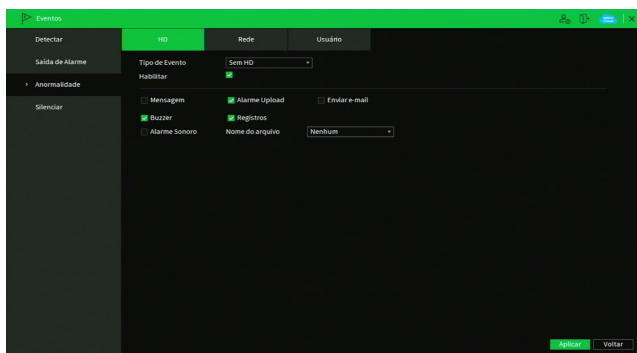 Eventos
Detectar
HD Rede Usuário
Saída de Alarme
Tipo de Evento Sem HD
Habilitar
Anormalidade
Mensagem Alarme Upload Enviar e-mail
Silenciar
Buzzer Registros
Alarme Sonoro Nome do arquivo Nenhum
Aplicar Voltar